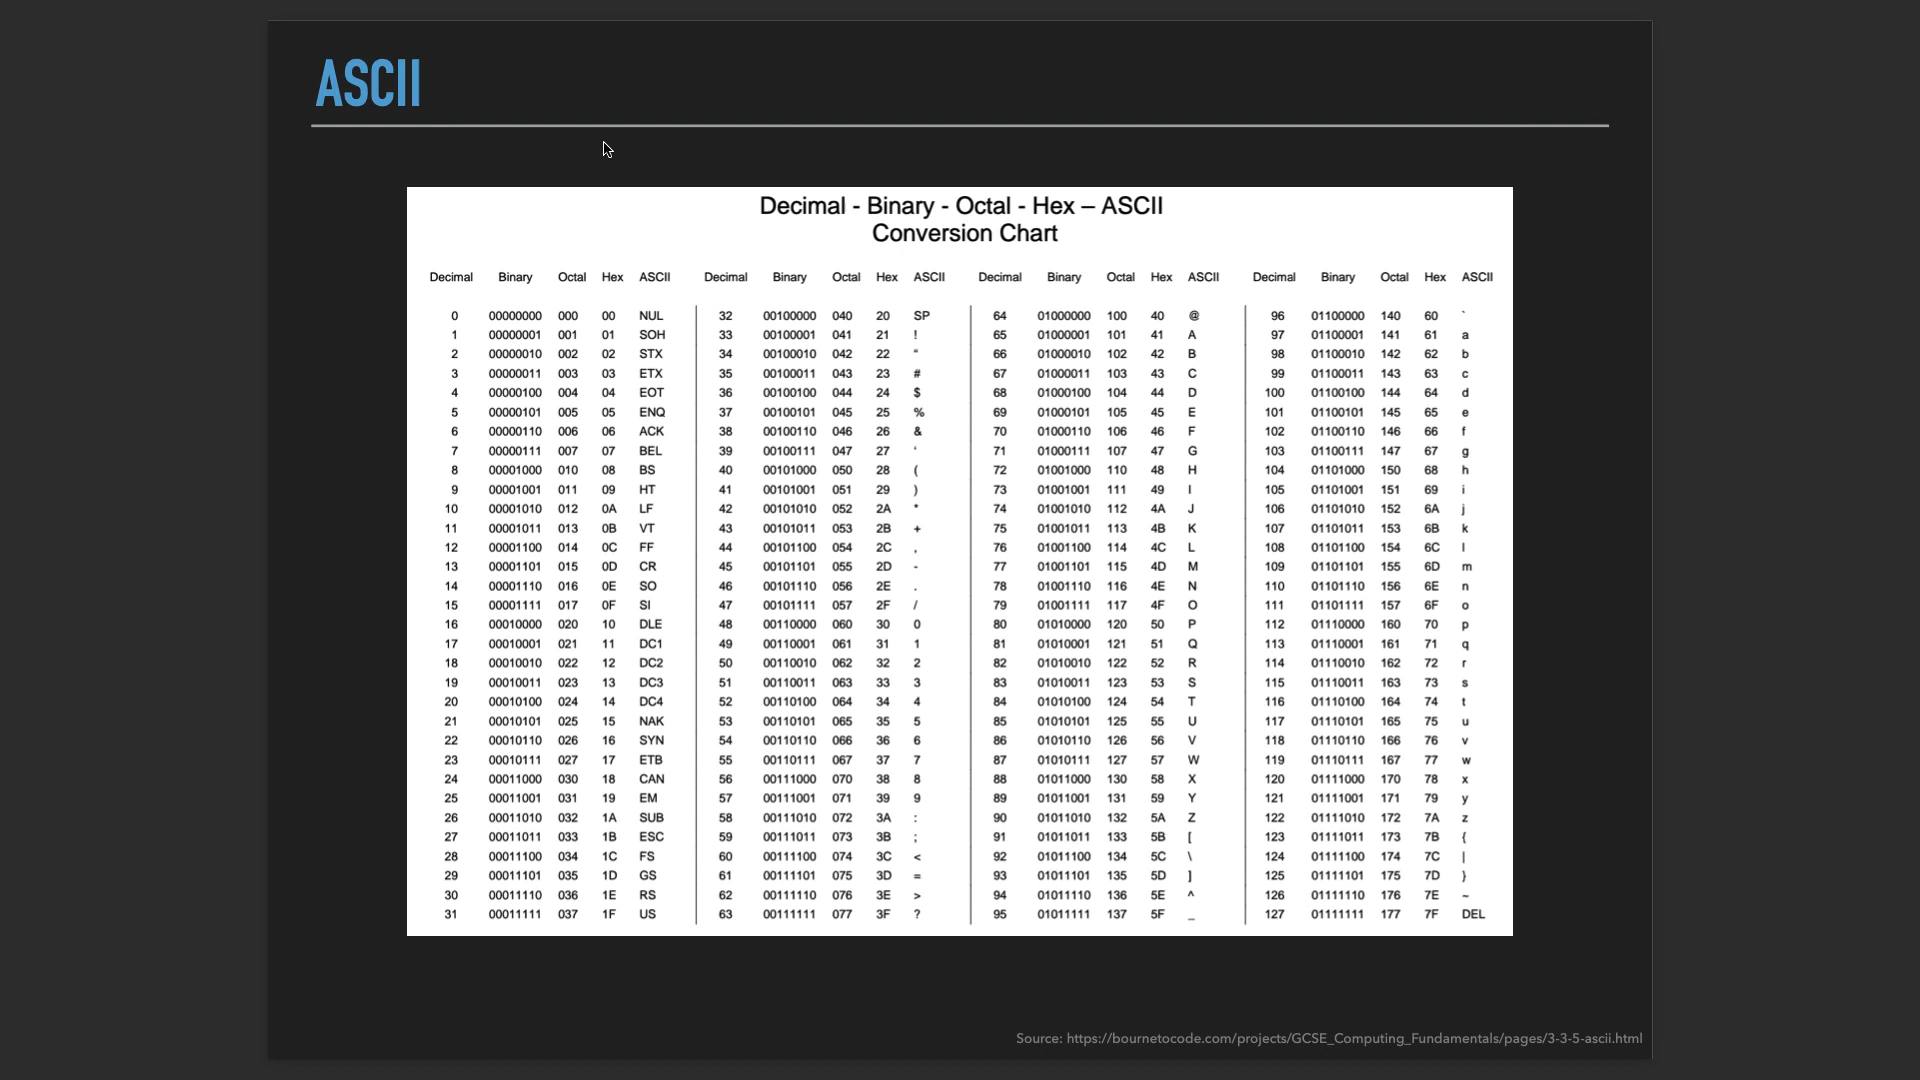 ASCII
Decimal - Binary - Octal - Hex – ASCII
Conversion Chart
Decimal Binary Octal Hex ASCII Decimal Binary Octal Hex ASCII Decimal Binary Octal Hex ASCII Decimal Binary Octal Hex ASCII
0 00000000 000 00 NUL 32 00100000 040 20 SP 64 01000000 100 40 @ 96 01100000 140 60 `
1 00000001 001 01 SOH 33 00100001 041 21 ! 65 01000001 101 41 A 97 01100001 141 61 a
2 00000010 002 02 STX 34 00100010 042 22 “ 66 01000010 102 42 B 98 01100010 142 62 b
3 00000011 003 03 ETX 35 00100011 043 23 # 67 01000011 103 43 C 99 01100011 143 63 c
4 00000100 004 04 EOT 36 00100100 044 24 $ 68 01000100 104 44 D 100 01100100 144 64 d
5 00000101 005 05 ENQ 37 00100101 045 25 % 69 01000101 105 45 E 101 01100101 145 65 e
6 00000110 006 06 ACK 38 00100110 046 26 & 70 01000110 106 46 F 102 01100110 146 66 f
7 00000111 007 07 BEL 39 00100111 047 27 ‘ 71 01000111 107 47 G 103 01100111 147 67 g
8 00001000 010 08 BS 40 00101000 050 28 ( 72 01001000 110 48 H 104 01101000 150 68 h
9 00001001 011 09 HT 41 00101001 051 29 ) 73 01001001 111 49 I 105 01101001 151 69 i
10 00001010 012 0A LF 42 00101010 052 2A * 74 01001010 112 4A J 106 01101010 152 6A j
11 00001011 013 0B VT 43 00101011 053 2B + 75 01001011 113 4B K 107 01101011 153 6B k
12 00001100 014 0C FF 44 00101100 054 2C , 76 01001100 114 4C L 108 01101100 154 6C l
13 00001101 015 0D CR 45 00101101 055 2D - 77 01001101 115 4D M 109 01101101 155 6D m
14 00001110 016 0E SO 46 00101110 056 2E . 78 01001110 116 4E N 110 01101110 156 6E n
15 00001111 017 0F SI 47 00101111 057 2F / 79 01001111 117 4F O 111 01101111 157 6F o
16 00010000 020 10 DLE 48 00110000 060 30 0 80 01010000 120 50 P 112 01110000 160 70 p
17 00010001 021 11 DC1 49 00110001 061 31 1 81 01010001 121 51 Q 113 01110001 161 71 q
18 00010010 022 12 DC2 50 00110010 062 32 2 82 01010010 122 52 R 114 01110010 162 72 r
19 00010011 023 13 DC3 51 00110011 063 33 3 83 01010011 123 53 S 115 01110011 163 73 s
20 00010100 024 14 DC4 52 00110100 064 34 4 84 01010100 124 54 T 116 01110100 164 74 t
21 00010101 025 15 NAK 53 00110101 065 35 5 85 01010101 125 55 U 117 01110101 165 75 u
22 00010110 026 16 SYN 54 00110110 066 36 6 86 01010110 126 56 V 118 01110110 166 76 v
23 00010111 027 17 ETB 55 00110111 067 37 7 87 01010111 127 57 W 119 01110111 167 77 w
24 00011000 030 18 CAN 56 00111000 070 38 8 88 01011000 130 58 X 120 01111000 170 78 x
25 00011001 031 19 EM 57 00111001 071 39 9 89 01011001 131 59 Y 121 01111001 171 79 y
26 00011010 032 1A SUB 58 00111010 072 3A : 90 01011010 132 5A Z 122 01111010 172 7A z
27 00011011 033 1B ESC 59 00111011 073 3B ; 91 01011011 133 5B [ 123 01111011 173 7B {
28 00011100 034 1C FS 60 00111100 074 3C < 92 01011100 134 5C \ 124 01111100 174 7C |
29 00011101 035 1D GS 61 00111101 075 3D = 93 01011101 135 5D ] 125 01111101 175 7D }
30 00011110 036 1E RS 62 00111110 076 3E > 94 01011110 136 5E ^ 126 01111110 176 7E ~
31 00011111 037 1F US 63 00111111 077 3F ? 95 01011111 137 5F _ 127 01111111 177 7F DEL
Source: https://bournetocode.com/projects/GCSE_Computing_Fundamentals/pages/3-3-5-ascii.html